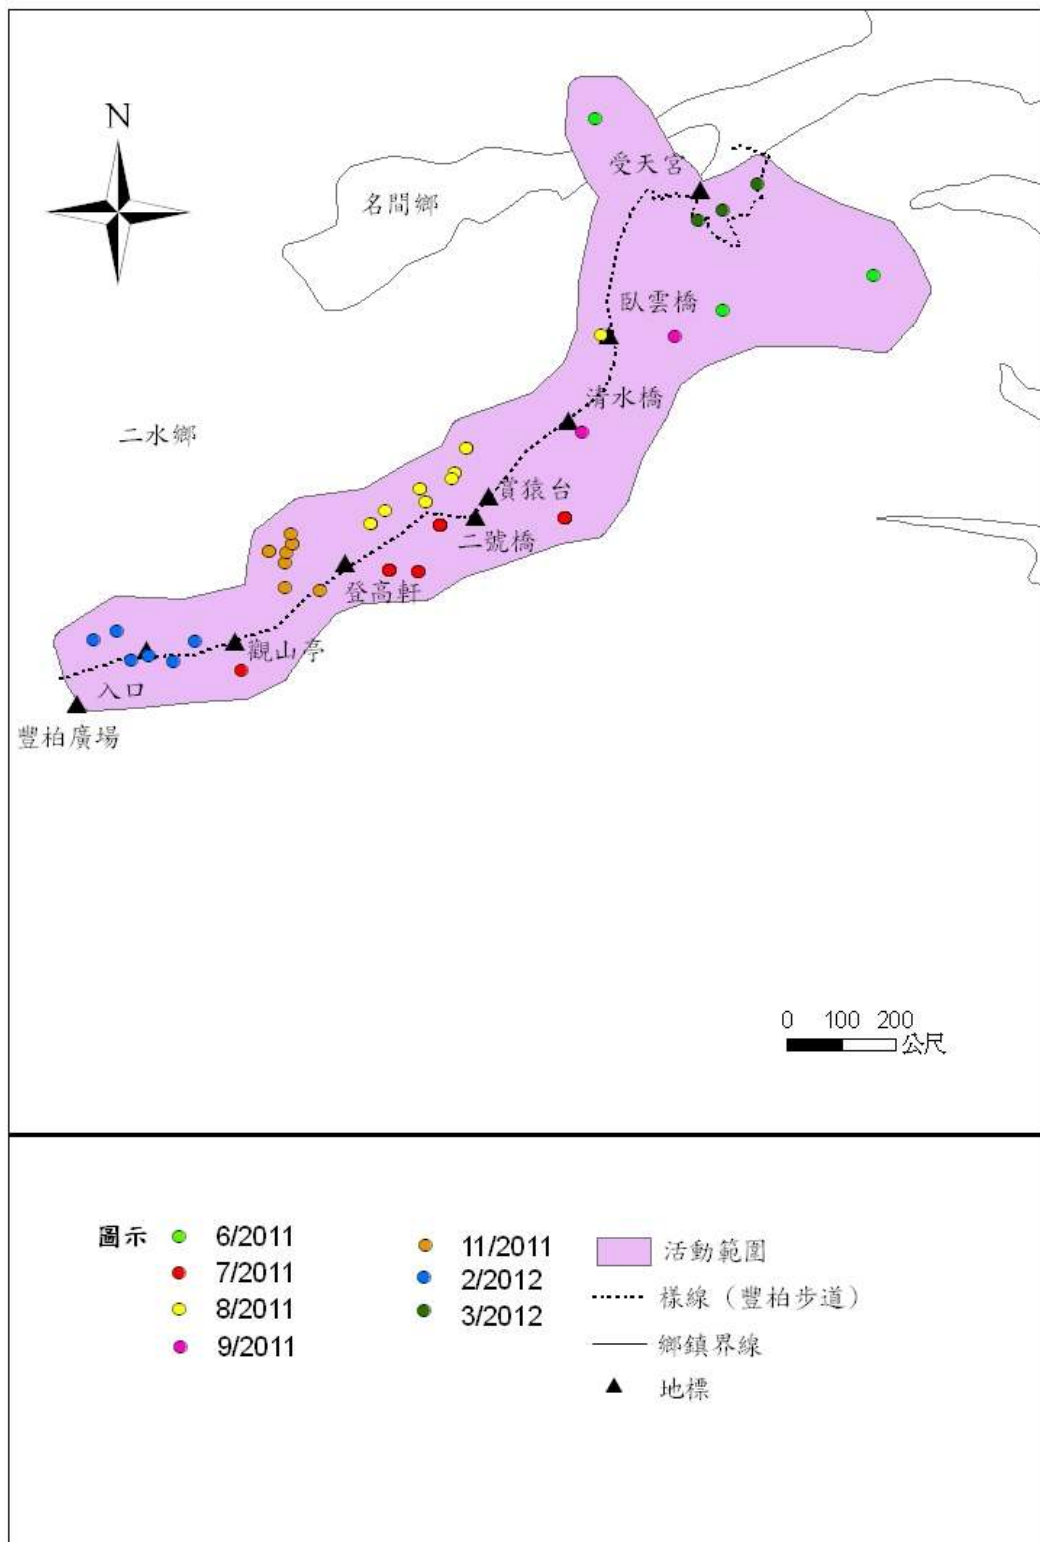 N
受天宮
名間鄉
臥雲橋
清水橋
二水鄉
賞猿台
二號橋
登高軒
觀山亭
入口
豐柏廣場
0 100 200
公尺
圖示
6/2011
7/2011
8/2011
9/2011
11/2011
2/2012
3/2012
活動範圍
樣線（豐柏步道）
鄉鎮界線
地標